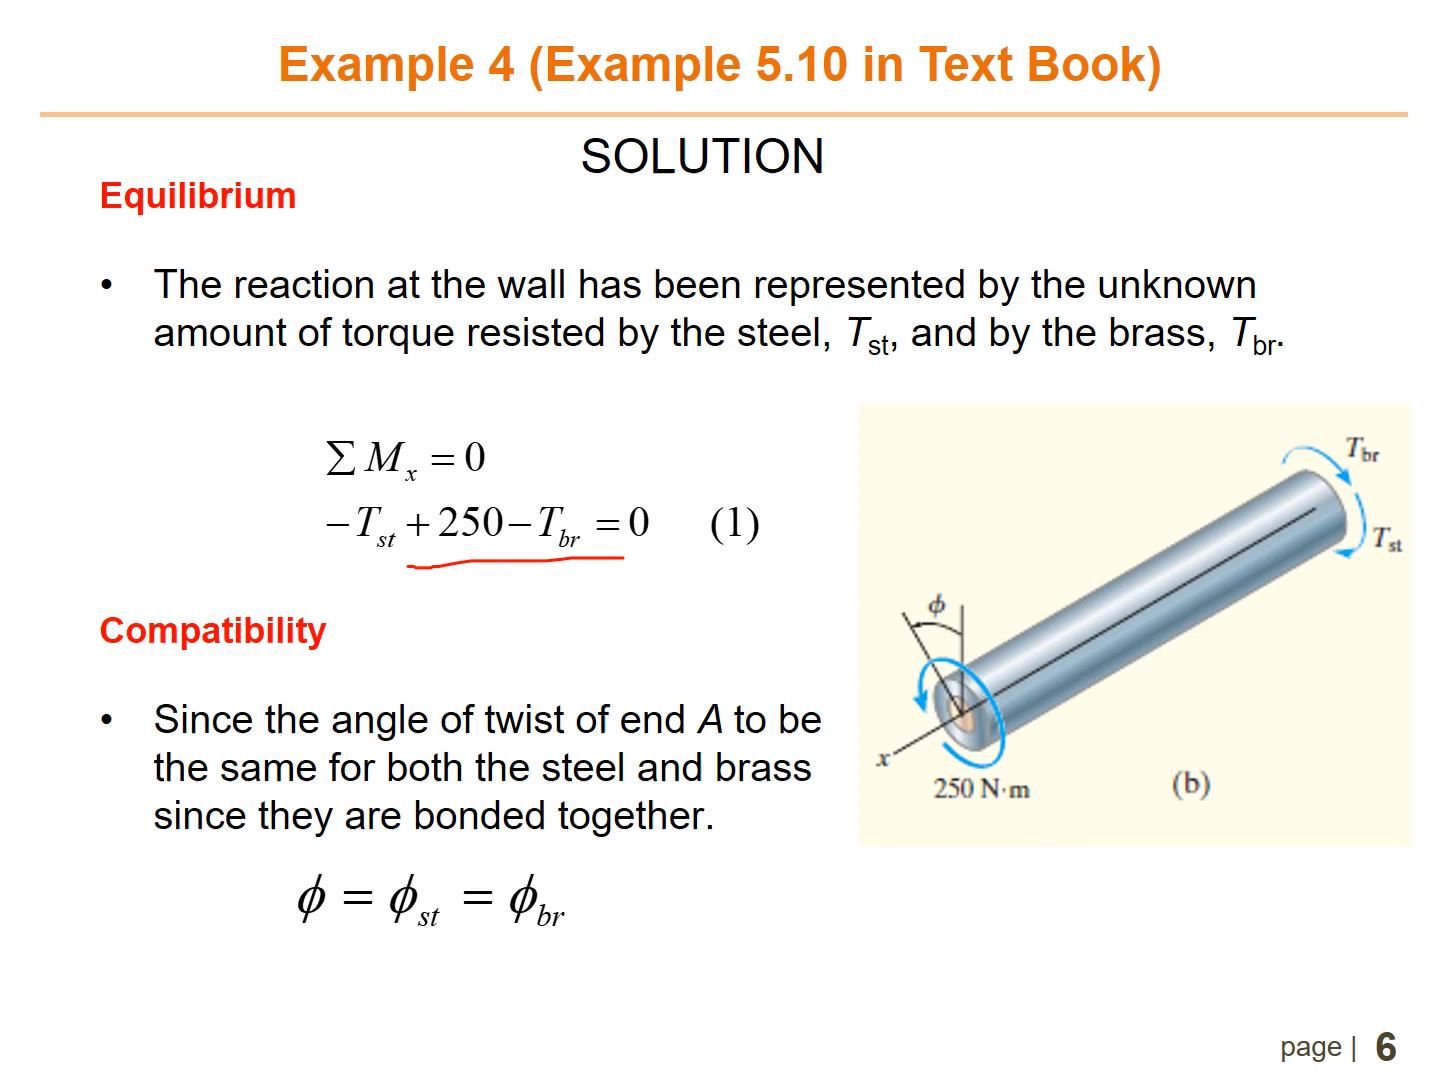 Example 4 (Example 5.10 in Text Book)
SOLUTION
Equilibrium
• The reaction at the wall has been represented by the unknown
amount of torque resisted by the steel, Tst, and by the brass, Tbr.
∑ Mx = 0
−Tst + 250 − Tbr = 0 (1)
Compatibility
• Since the angle of twist of end A to be
the same for both the steel and brass
since they are bonded together.
ϕ = ϕst = ϕbr
Tbr
Tst
ϕ
x
250 N·m
(b)
page | 6